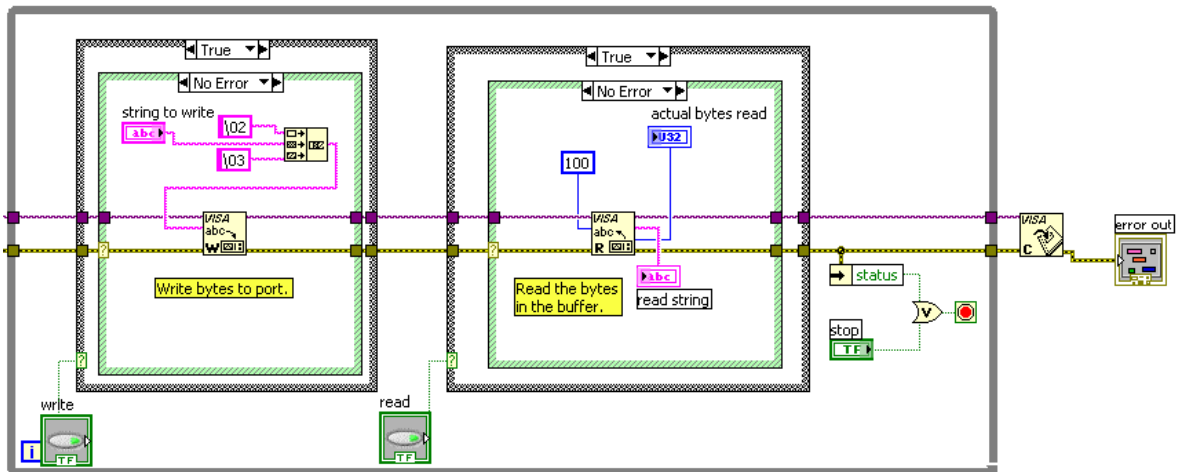 True
True
No Error
No Error
string to write
actual bytes read
abc
\02
U32
\03
100
VISA
abc
W
VISA
abc
R
VISA
C
error out
abc
status
Write bytes to port.
Read the bytes
in the buffer.
read string
V
stop
TF
?
?
?
?
write
read
i
TF
TF